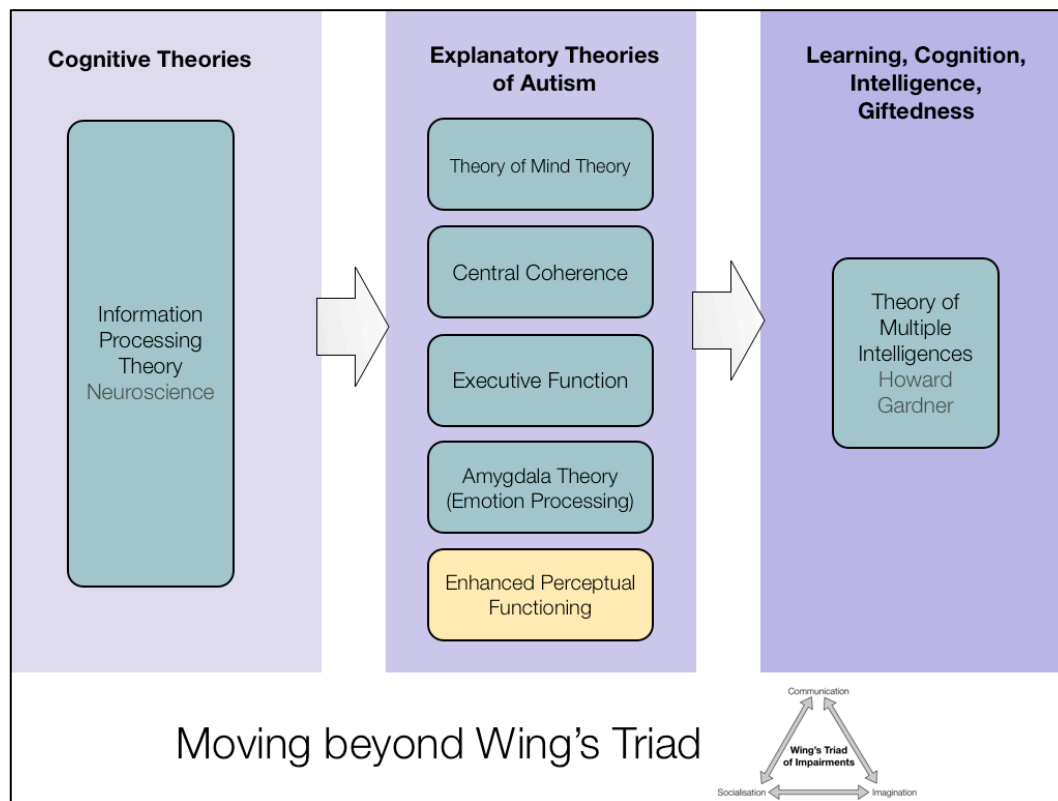 Cognitive Theories
Information
Processing
Theory
Neuroscience
Explanatory Theories
of Autism
Theory of Mind Theory
Central Coherence
Executive Function
Amygdala Theory
(Emotion Processing)
Enhanced Perceptual
Functioning
Learning, Cognition,
Intelligence,
Giftedness
Theory of
Multiple
Intelligences
Howard
Gardner
Moving beyond Wing's Triad
Communication
Wing's Triad
of Impairments
Socialisation
Imagination